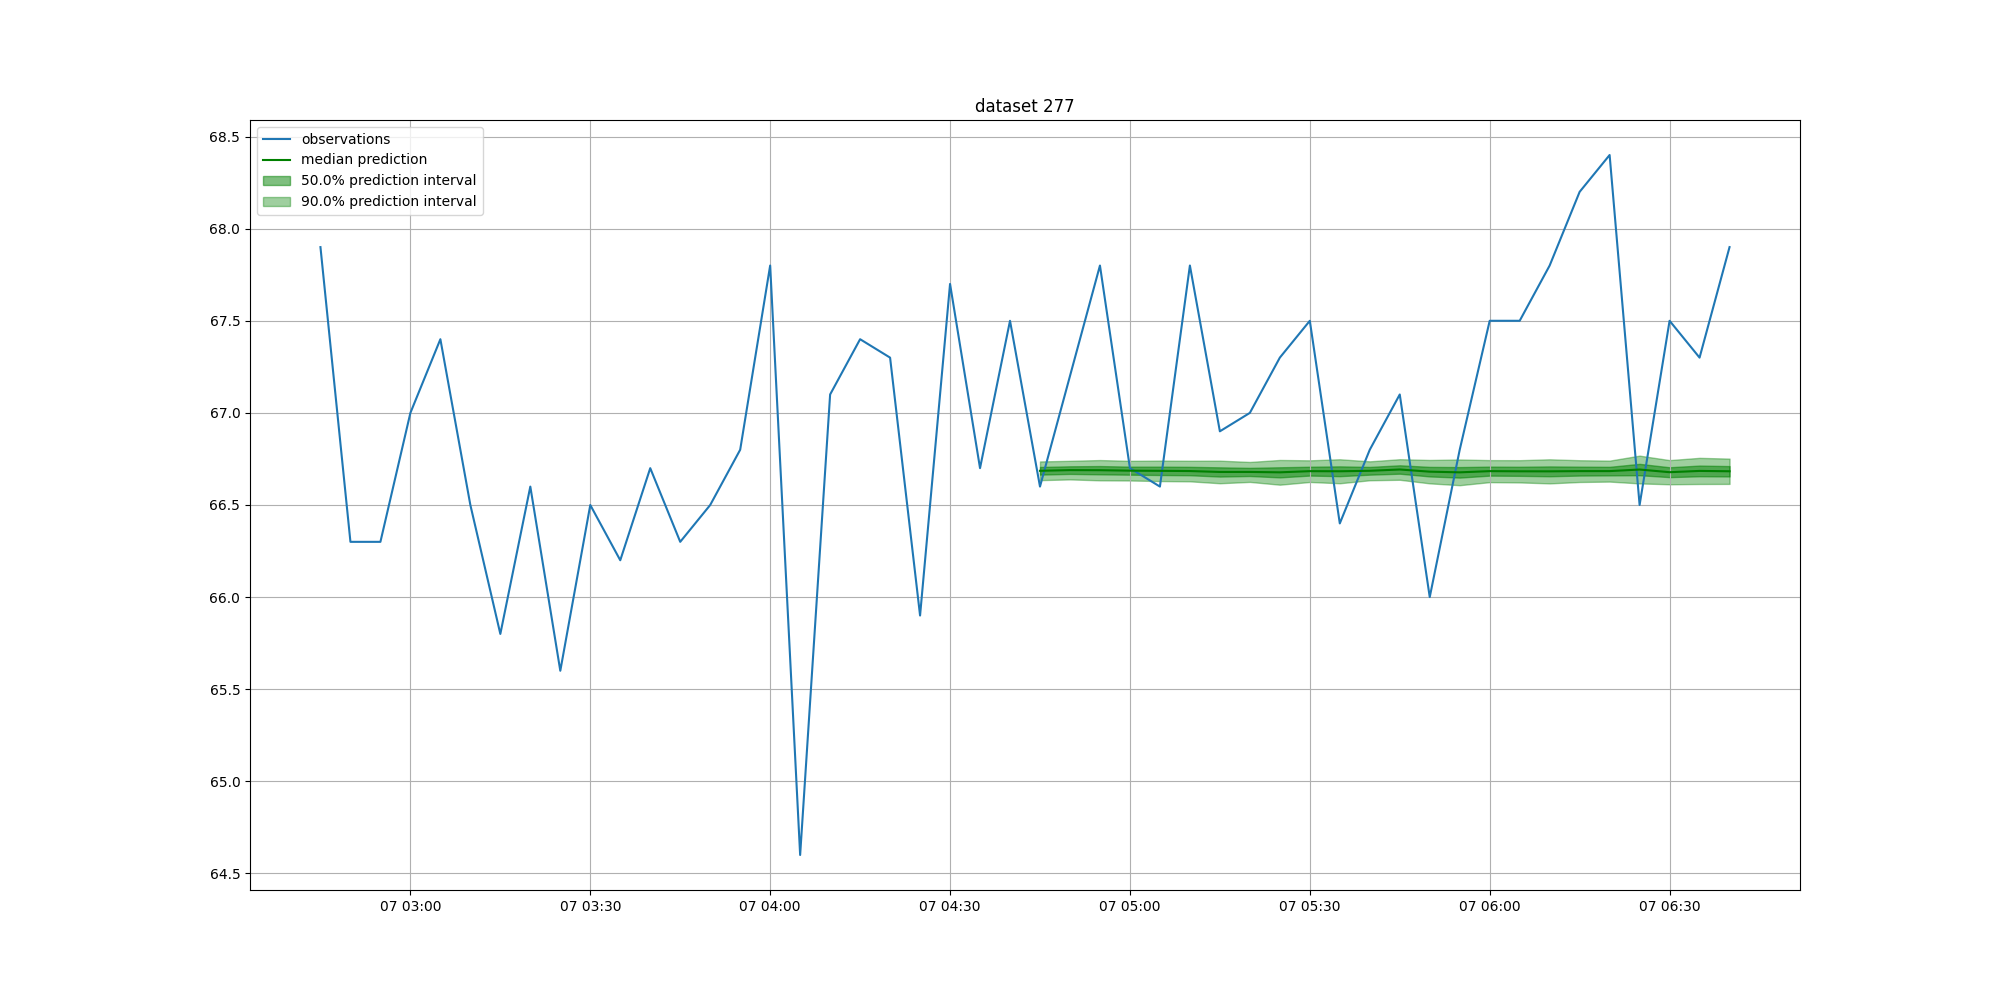 dataset 277
observations
median prediction
50.0% prediction interval
90.0% prediction interval
68.5
68.0
67.5
67.0
66.5
66.0
65.5
65.0
64.5
07 03:00 07 03:30 07 04:00 07 04:30 07 05:00 07 05:30 07 06:00 07 06:30